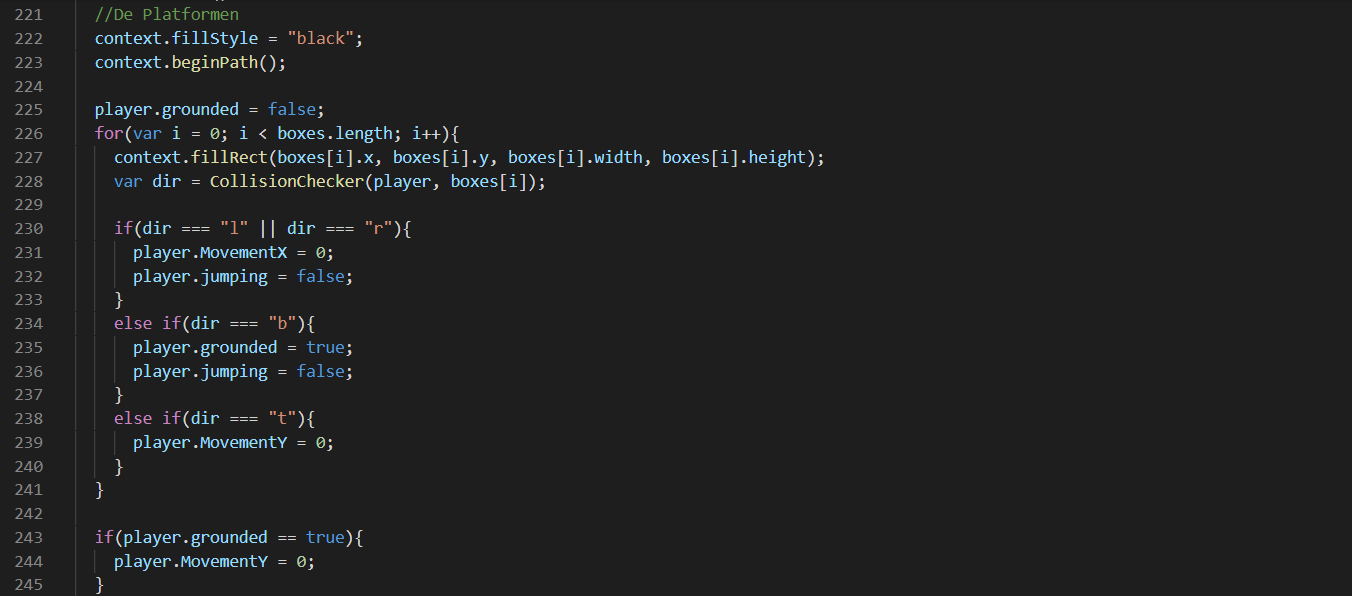 221 //De Platformen
222 context.fillStyle = "black";
223 context.beginPath();
224
225 player.grounded = false;
226 for(var i = 0; i < boxes.length; i++){
227   context.fillRect(boxes[i].x, boxes[i].y, boxes[i].width, boxes[i].height);
228   var dir = CollisionChecker(player, boxes[i]);
229
230   if(dir === "l" || dir === "r"){
231     player.MovementX = 0;
232     player.jumping = false;
233   }
234   else if(dir === "b"){
235     player.grounded = true;
236     player.jumping = false;
237   }
238   else if(dir === "t"){
239     player.MovementY = 0;
240   }
241 }
242
243 if(player.grounded == true){
244   player.MovementY = 0;
245 }